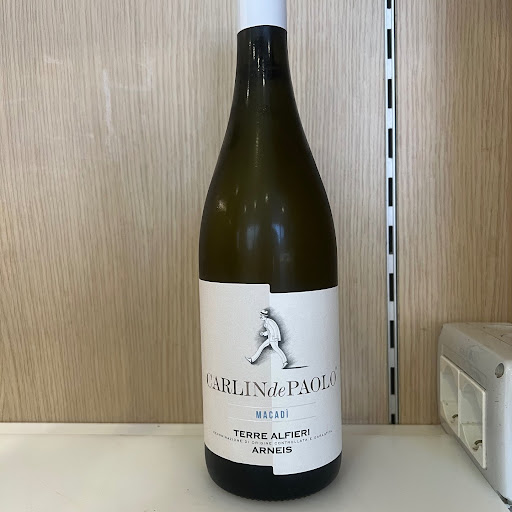 CARLINdePAOLO
MACADÌ
TERRE ALFIERI
DENOMINAZIONE DI ORIGINE CONTROLLATA E GARANTITA
ARNEIS